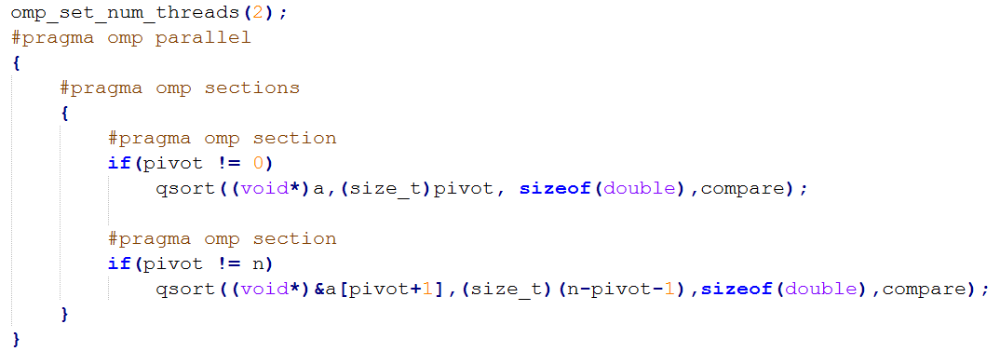 omp_set_num_threads(2);
#pragma omp parallel
{
#pragma omp sections
{
#pragma omp section
if(pivot != 0)
qsort((void*)a,(size_t)pivot, sizeof(double),compare);
#pragma omp section
if(pivot != n)
qsort((void*)&a[pivot+1],(size_t)(n-pivot-1),sizeof(double),compare);
}
}